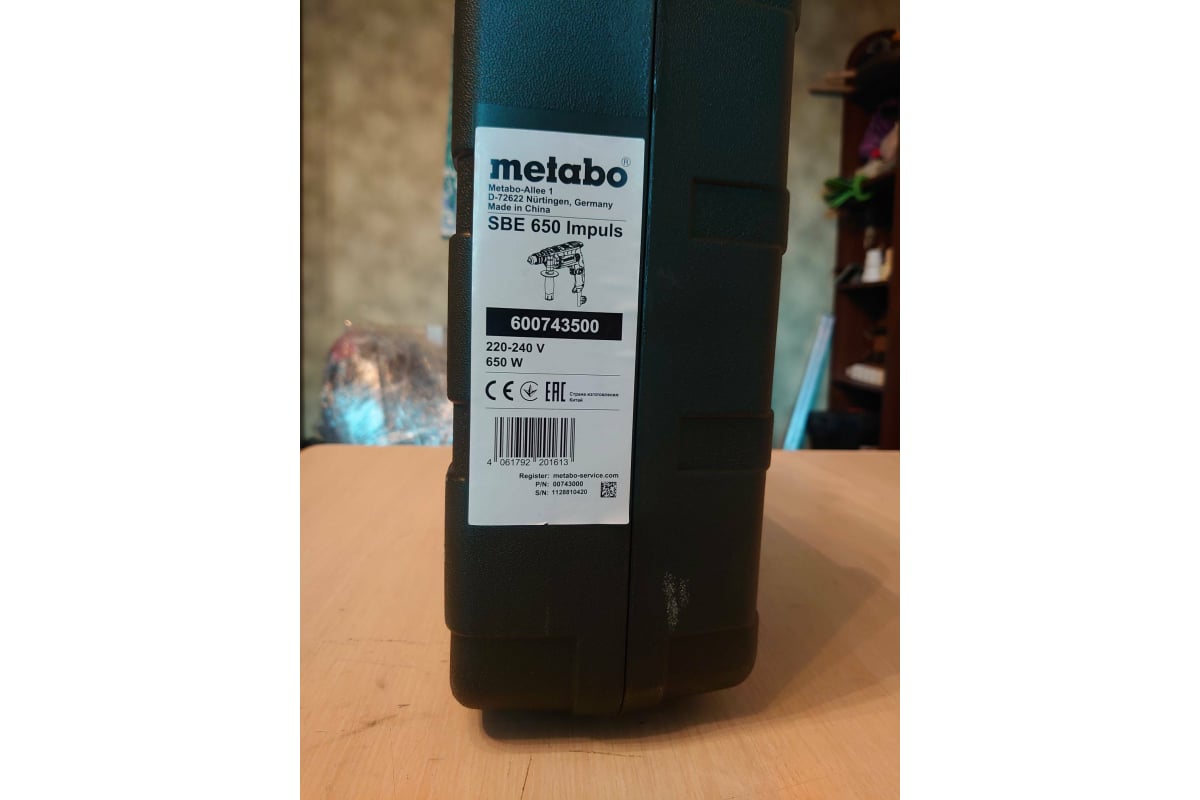 metabo®
Metabo-Allee 1
D-72622 Nürtingen, Germany
Made in China
SBE 650 Impuls
600743500
220-240 V
650 W
CE EAC Страна изготовления:
Китай
4 061792 201613
Register: metabo-service.com
P/N: 00743000
S/N: 1128810420